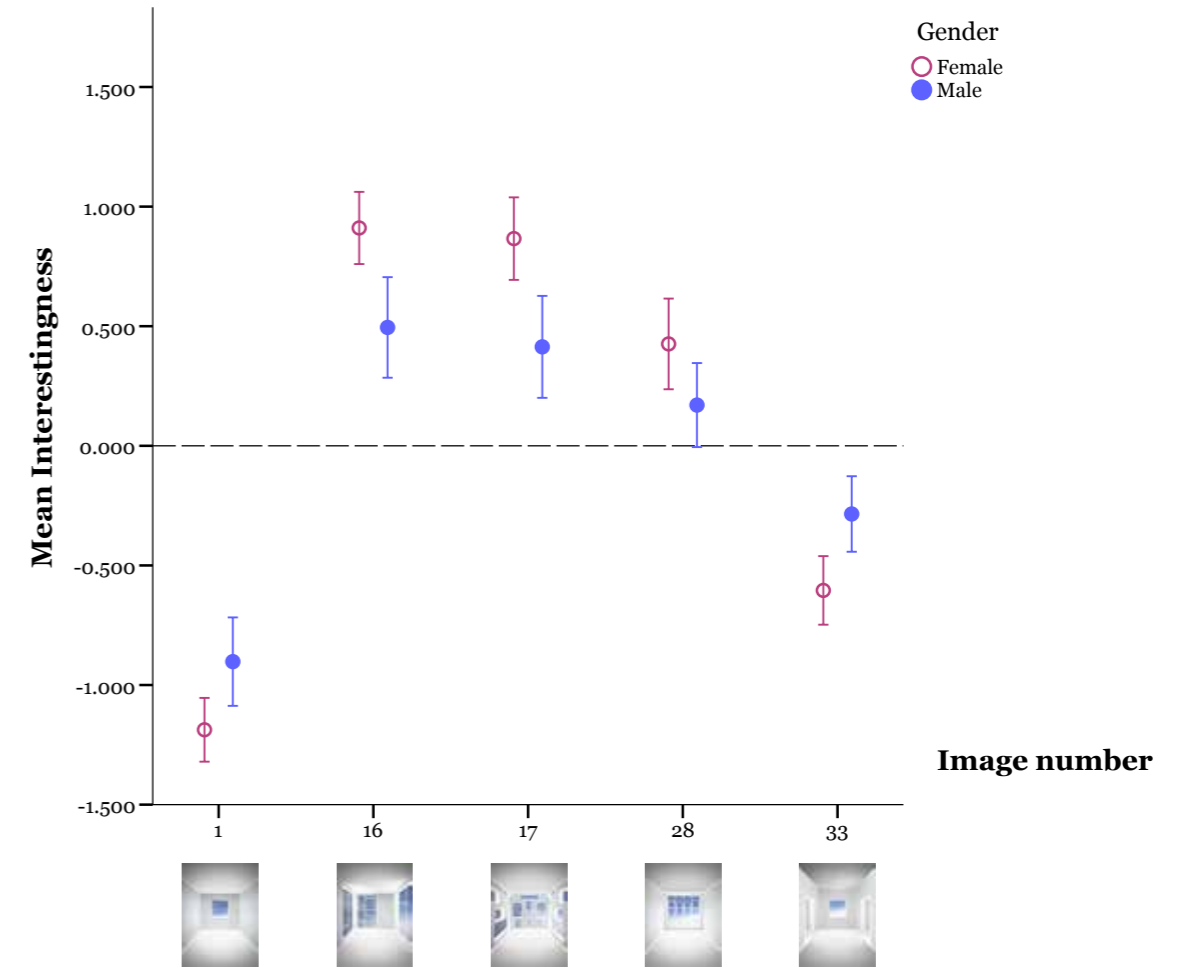 Gender
Female
Male
Mean Interestingness
1.500
1.000
0.500
0.000
-0.500
-1.000
-1.500
1 16 17 28 33
Image number